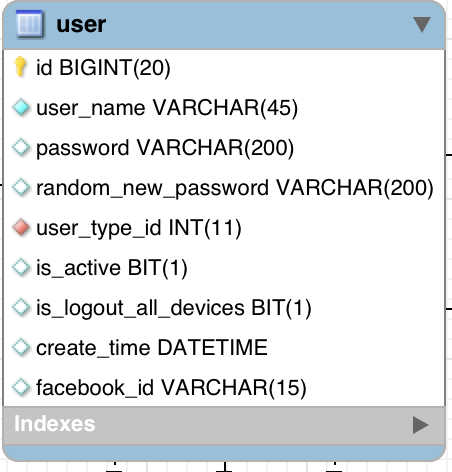 user
id BIGINT(20)
user_name VARCHAR(45)
password VARCHAR(200)
random_new_password VARCHAR(200)
user_type_id INT(11)
is_active BIT(1)
is_logout_all_devices BIT(1)
create_time DATETIME
facebook_id VARCHAR(15)
Indexes